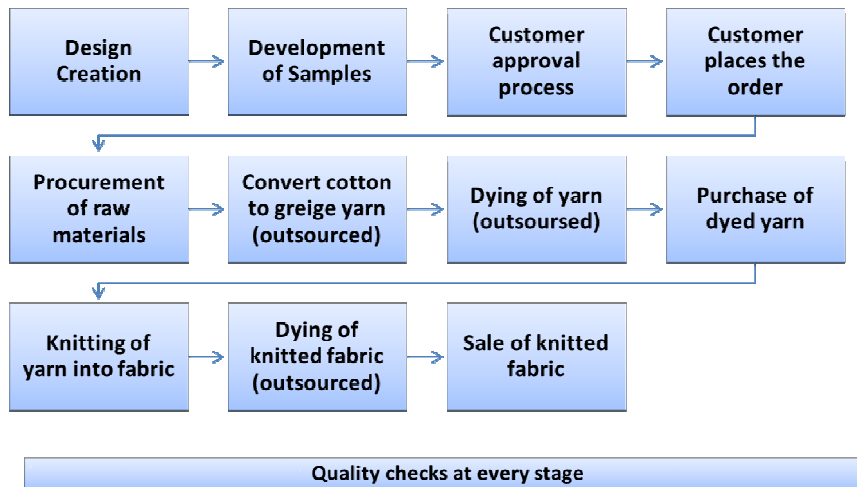 Design
Creation
Development
of Samples
Customer
approval
process
Customer
places the
order
Procurement
of raw
materials
Convert cotton
to greige yarn
(outsourced)
Dying of yarn
(outsoursed)
Purchase of
dyed yarn
Knitting of
yarn into fabric
Dying of
knitted fabric
(outsourced)
Sale of knitted
fabric
Quality checks at every stage